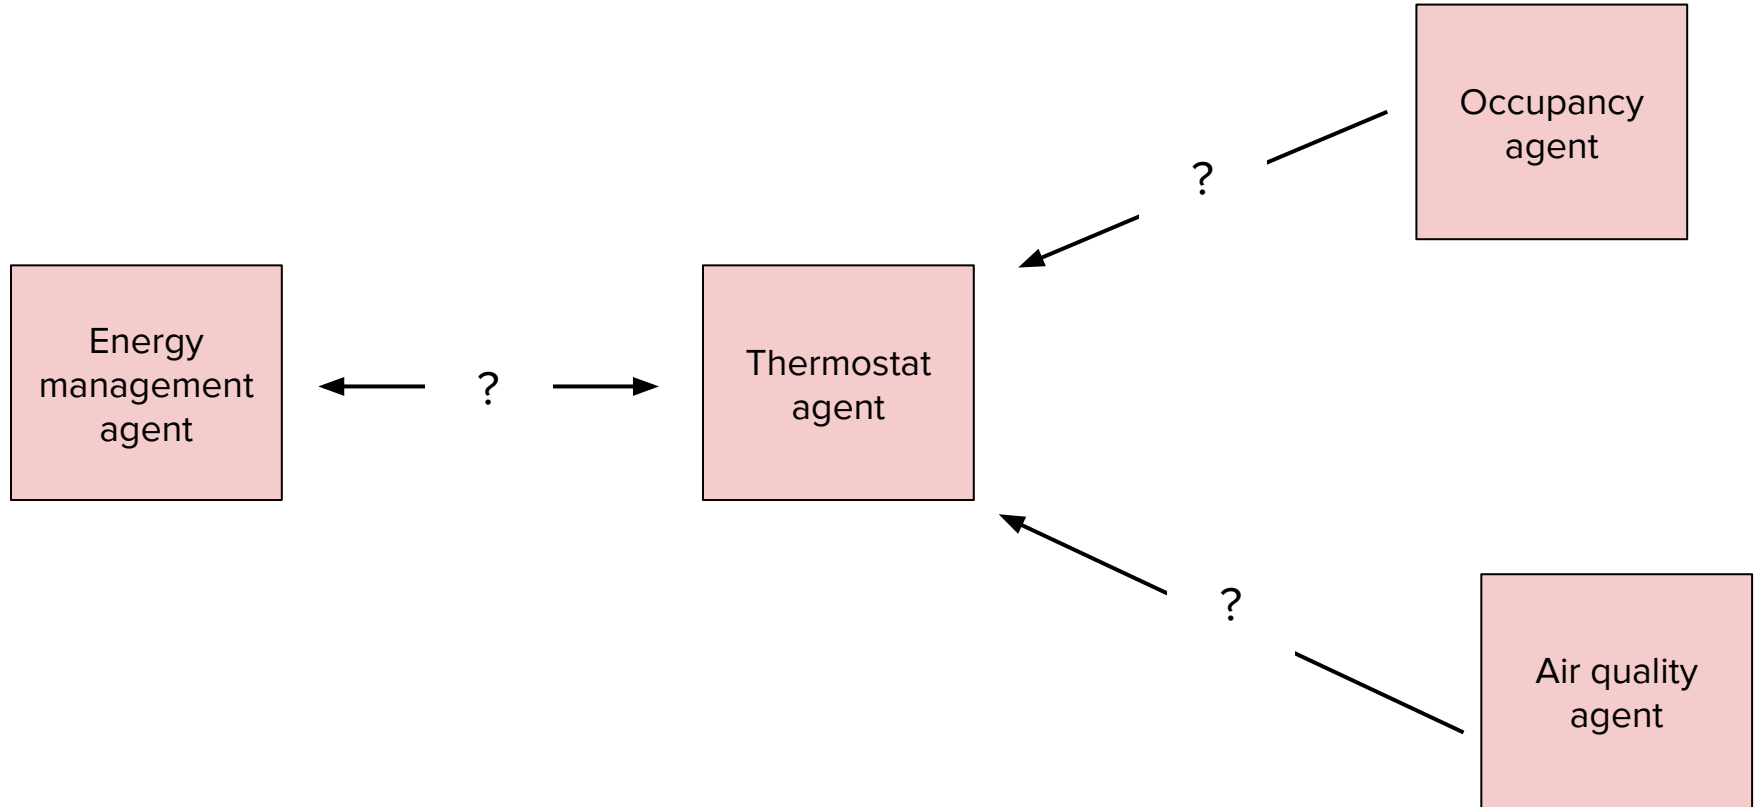 Occupancy
agent
?
Energy
management
agent
?
Thermostat
agent
?
Air quality
agent